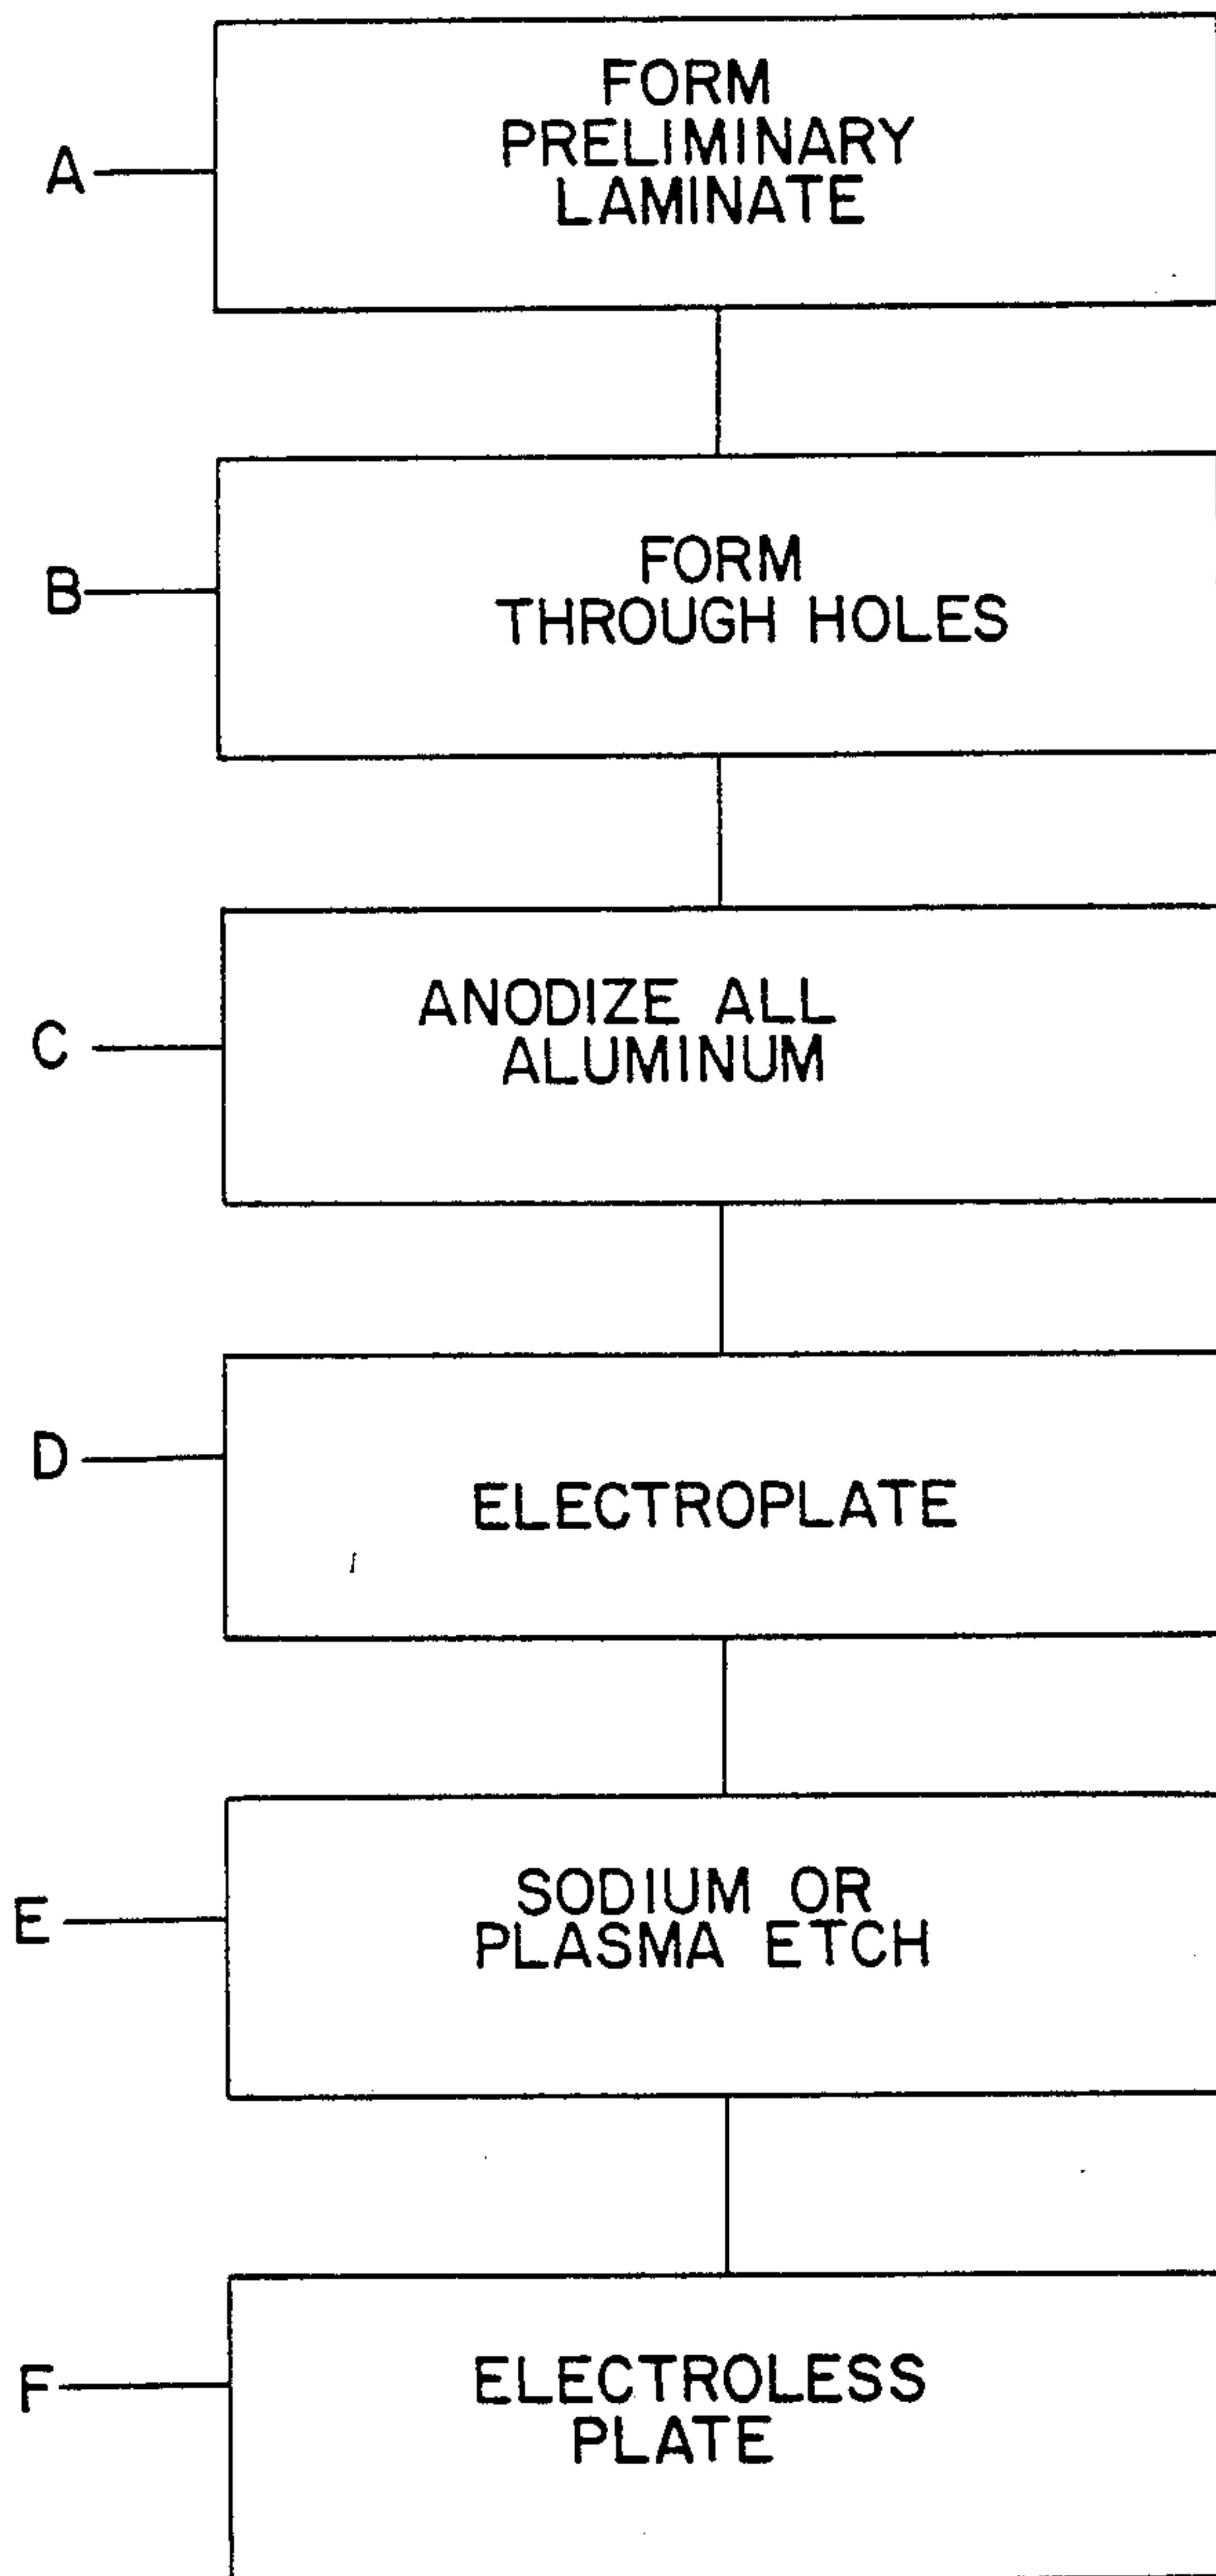 A
FORM
PRELIMINARY
LAMINATE
B
FORM
THROUGH HOLES
C
ANODIZE ALL
ALUMINUM
D
ELECTROPLATE
E
SODIUM OR
PLASMA ETCH
F
ELECTROLESS
PLATE